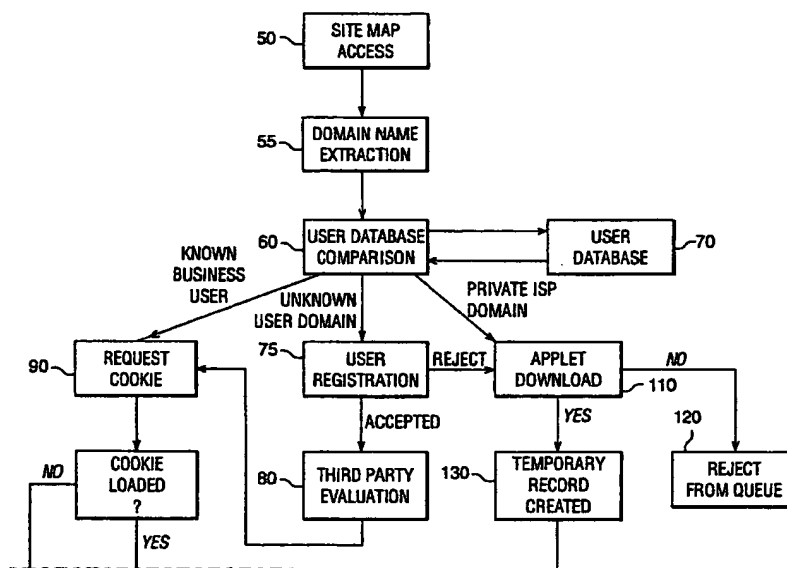 50
SITE MAP
ACCESS
55
DOMAIN NAME
EXTRACTION
60
USER DATABASE
COMPARISON
USER
DATABASE
70
KNOWN
BUSINESS
USER
UNKNOWN
USER DOMAIN
PRIVATE ISP
DOMAIN
90
REQUEST
COOKIE
75
USER
REGISTRATION
REJECT
APPLET
DOWNLOAD
110
NO
ACCEPTED
YES
120
NO
COOKIE
LOADED
?
80
THIRD PARTY
EVALUATION
130
TEMPORARY
RECORD
CREATED
REJECT
FROM QUEUE
YES